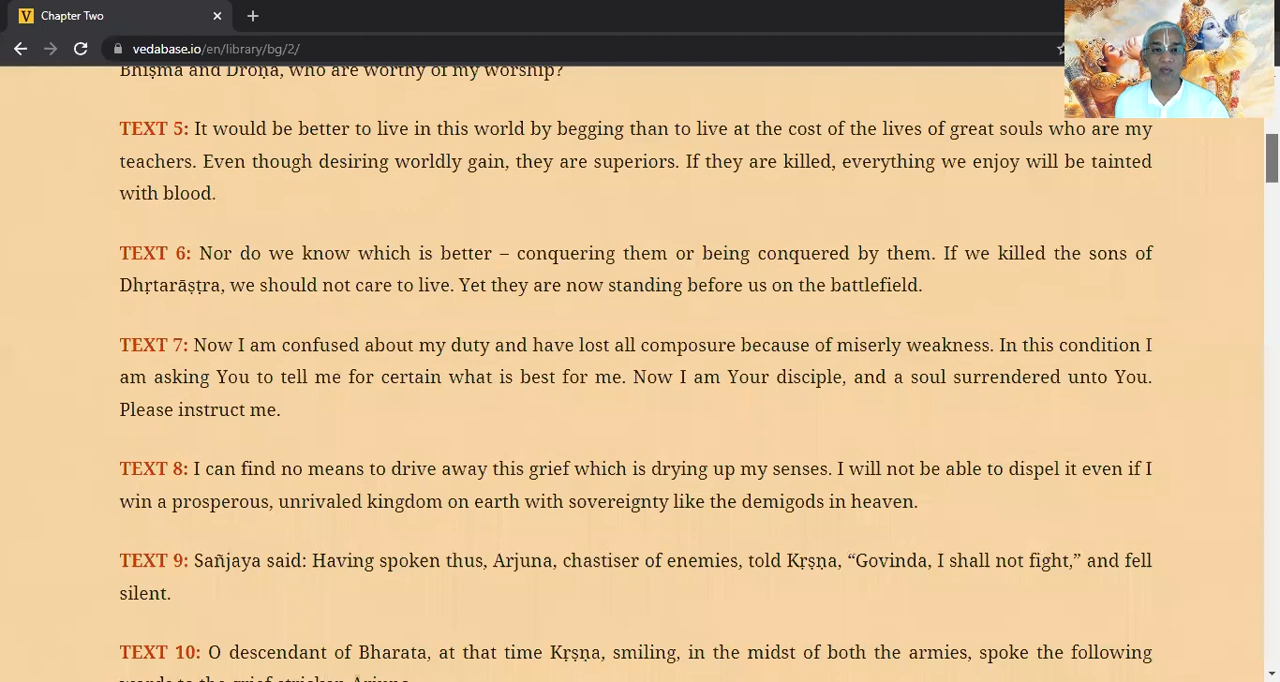 V Chapter Two
vedabase.io/en/library/bg/2/
Bhīṣma and Droṇa, who are worthy of my worship?
TEXT 5: It would be better to live in this world by begging than to live at the cost of the lives of great souls who are my
teachers. Even though desiring worldly gain, they are superiors. If they are killed, everything we enjoy will be tainted
with blood.
TEXT 6: Nor do we know which is better – conquering them or being conquered by them. If we killed the sons of
Dhṛtarāṣṭra, we should not care to live. Yet they are now standing before us on the battlefield.
TEXT 7: Now I am confused about my duty and have lost all composure because of miserly weakness. In this condition I
am asking You to tell me for certain what is best for me. Now I am Your disciple, and a soul surrendered unto You.
Please instruct me.
TEXT 8: I can find no means to drive away this grief which is drying up my senses. I will not be able to dispel it even if I
win a prosperous, unrivaled kingdom on earth with sovereignty like the demigods in heaven.
TEXT 9: Sañjaya said: Having spoken thus, Arjuna, chastiser of enemies, told Kṛṣṇa, “Govinda, I shall not fight,” and fell
silent.
TEXT 10: O descendant of Bharata, at that time Kṛṣṇa, smiling, in the midst of both the armies, spoke the following
words to the grief-stricken Arjuna.